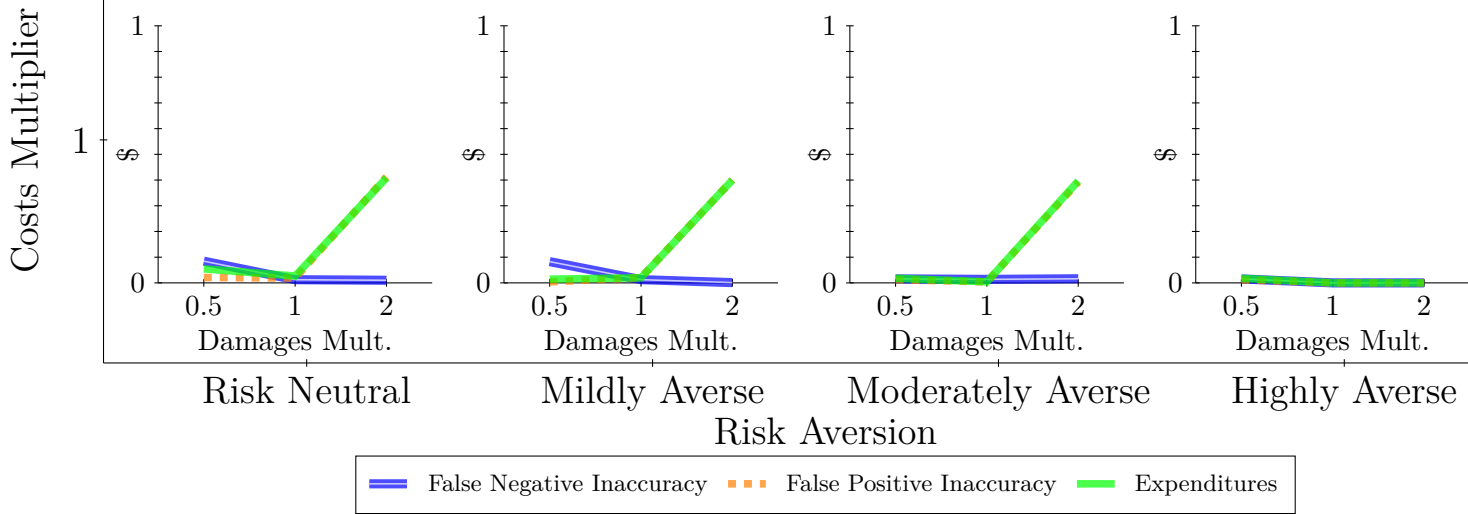 Costs Multiplier
1
1 1 1 1
$ $ $ $
0 0 0 0
0.5 1 2 0.5 1 2 0.5 1 2 0.5 1 2
Damages Mult. Damages Mult. Damages Mult. Damages Mult.
Risk Neutral Mildly Averse Moderately Averse Highly Averse
Risk Aversion
False Negative Inaccuracy False Positive Inaccuracy Expenditures